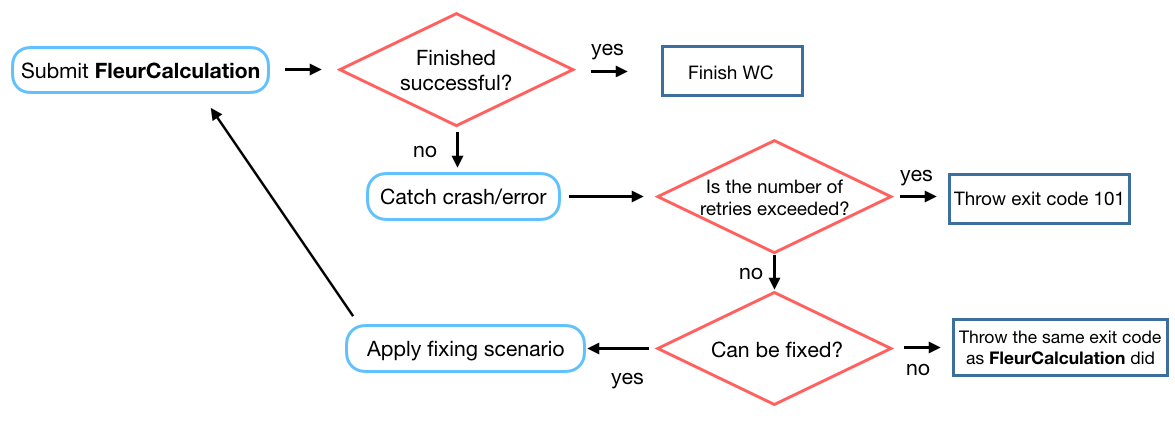 Submit FleurCalculation
Finished
successful?
yes
Finish WC
no
Catch crash/error
Is the number of
retries exceeded?
yes
Throw exit code 101
no
Can be fixed?
no
Throw the same exit code
as FleurCalculation did
yes
Apply fixing scenario